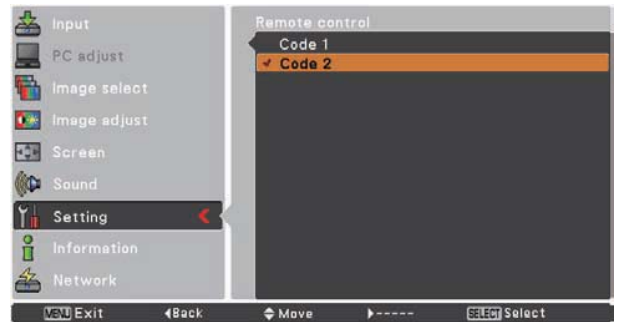 Input
PC adjust
Image select
Image adjust
Screen
Sound
Setting
Information
Network
Remote control
Code 1
Code 2
MENU Exit ◀Back Move ▶----- SELECT Select